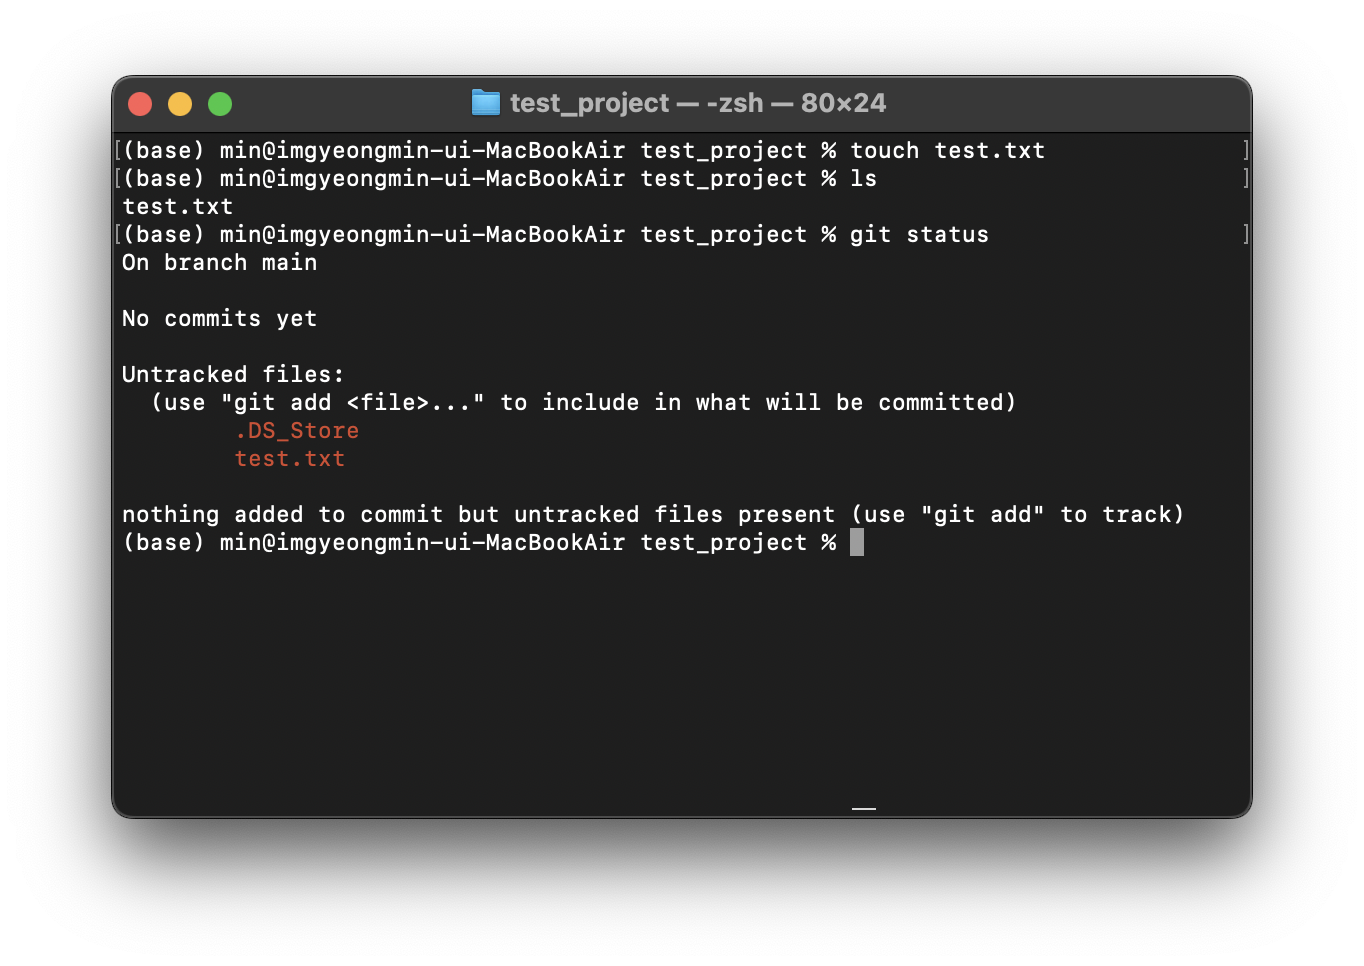 test_project — -zsh — 80×24
[(base) min@imgyeongmin-ui-MacBookAir test_project % touch test.txt ]
[(base) min@imgyeongmin-ui-MacBookAir test_project % ls ]
test.txt
[(base) min@imgyeongmin-ui-MacBookAir test_project % git status ]
On branch main
No commits yet
Untracked files:
  (use "git add <file>..." to include in what will be committed)
        .DS_Store
        test.txt
nothing added to commit but untracked files present (use "git add" to track)
(base) min@imgyeongmin-ui-MacBookAir test_project %